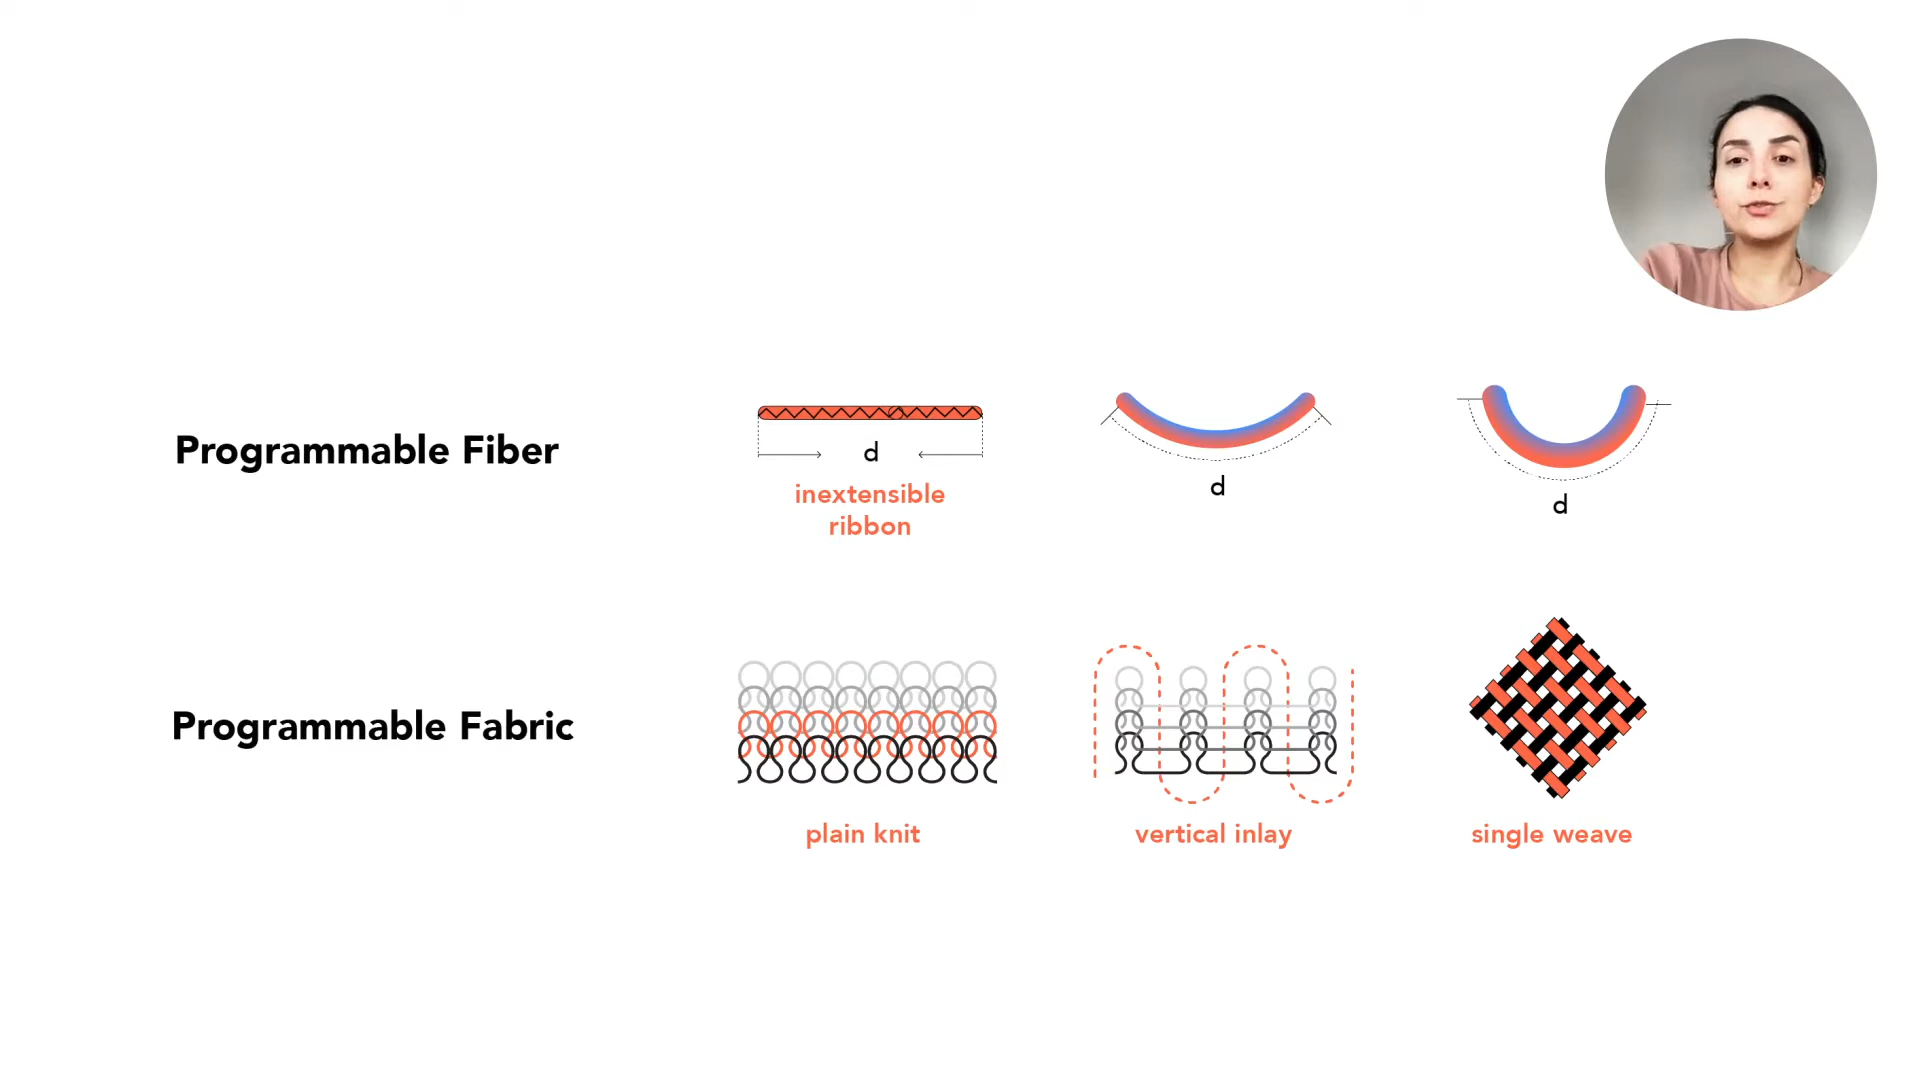 Programmable Fiber
d
inextensible
ribbon
d
d
Programmable Fabric
plain knit
vertical inlay
single weave